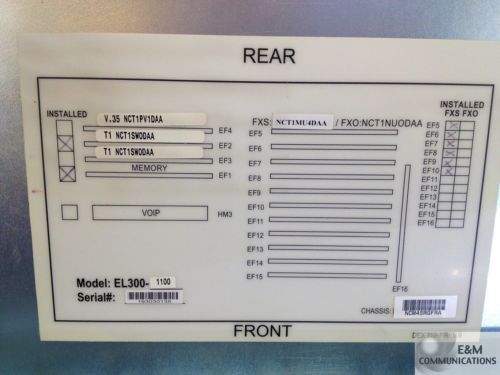 REAR
INSTALLED
V.35 NCT1PV1DAA
EF4
T1 NCT1SW0DAA
EF2
T1 NCT1SW0DAA
EF3
MEMORY
EF1
VOIP
HM3
Model: EL300- 1100
Serial#:
FXS: NCT1MU4DAA / FXO:NCT1NUODAA
EF5
EF6
EF7
EF8
EF9
EF10
EF11
EF12
EF13
EF14
EF15
EF16
INSTALLED
FXS FXO
EF5
EF6
EF7
EF8
EF9
EF10
EF11
EF12
EF13
EF14
EF15
EF16
CHASSIS:
FRONT
E&M
COMMUNICATIONS